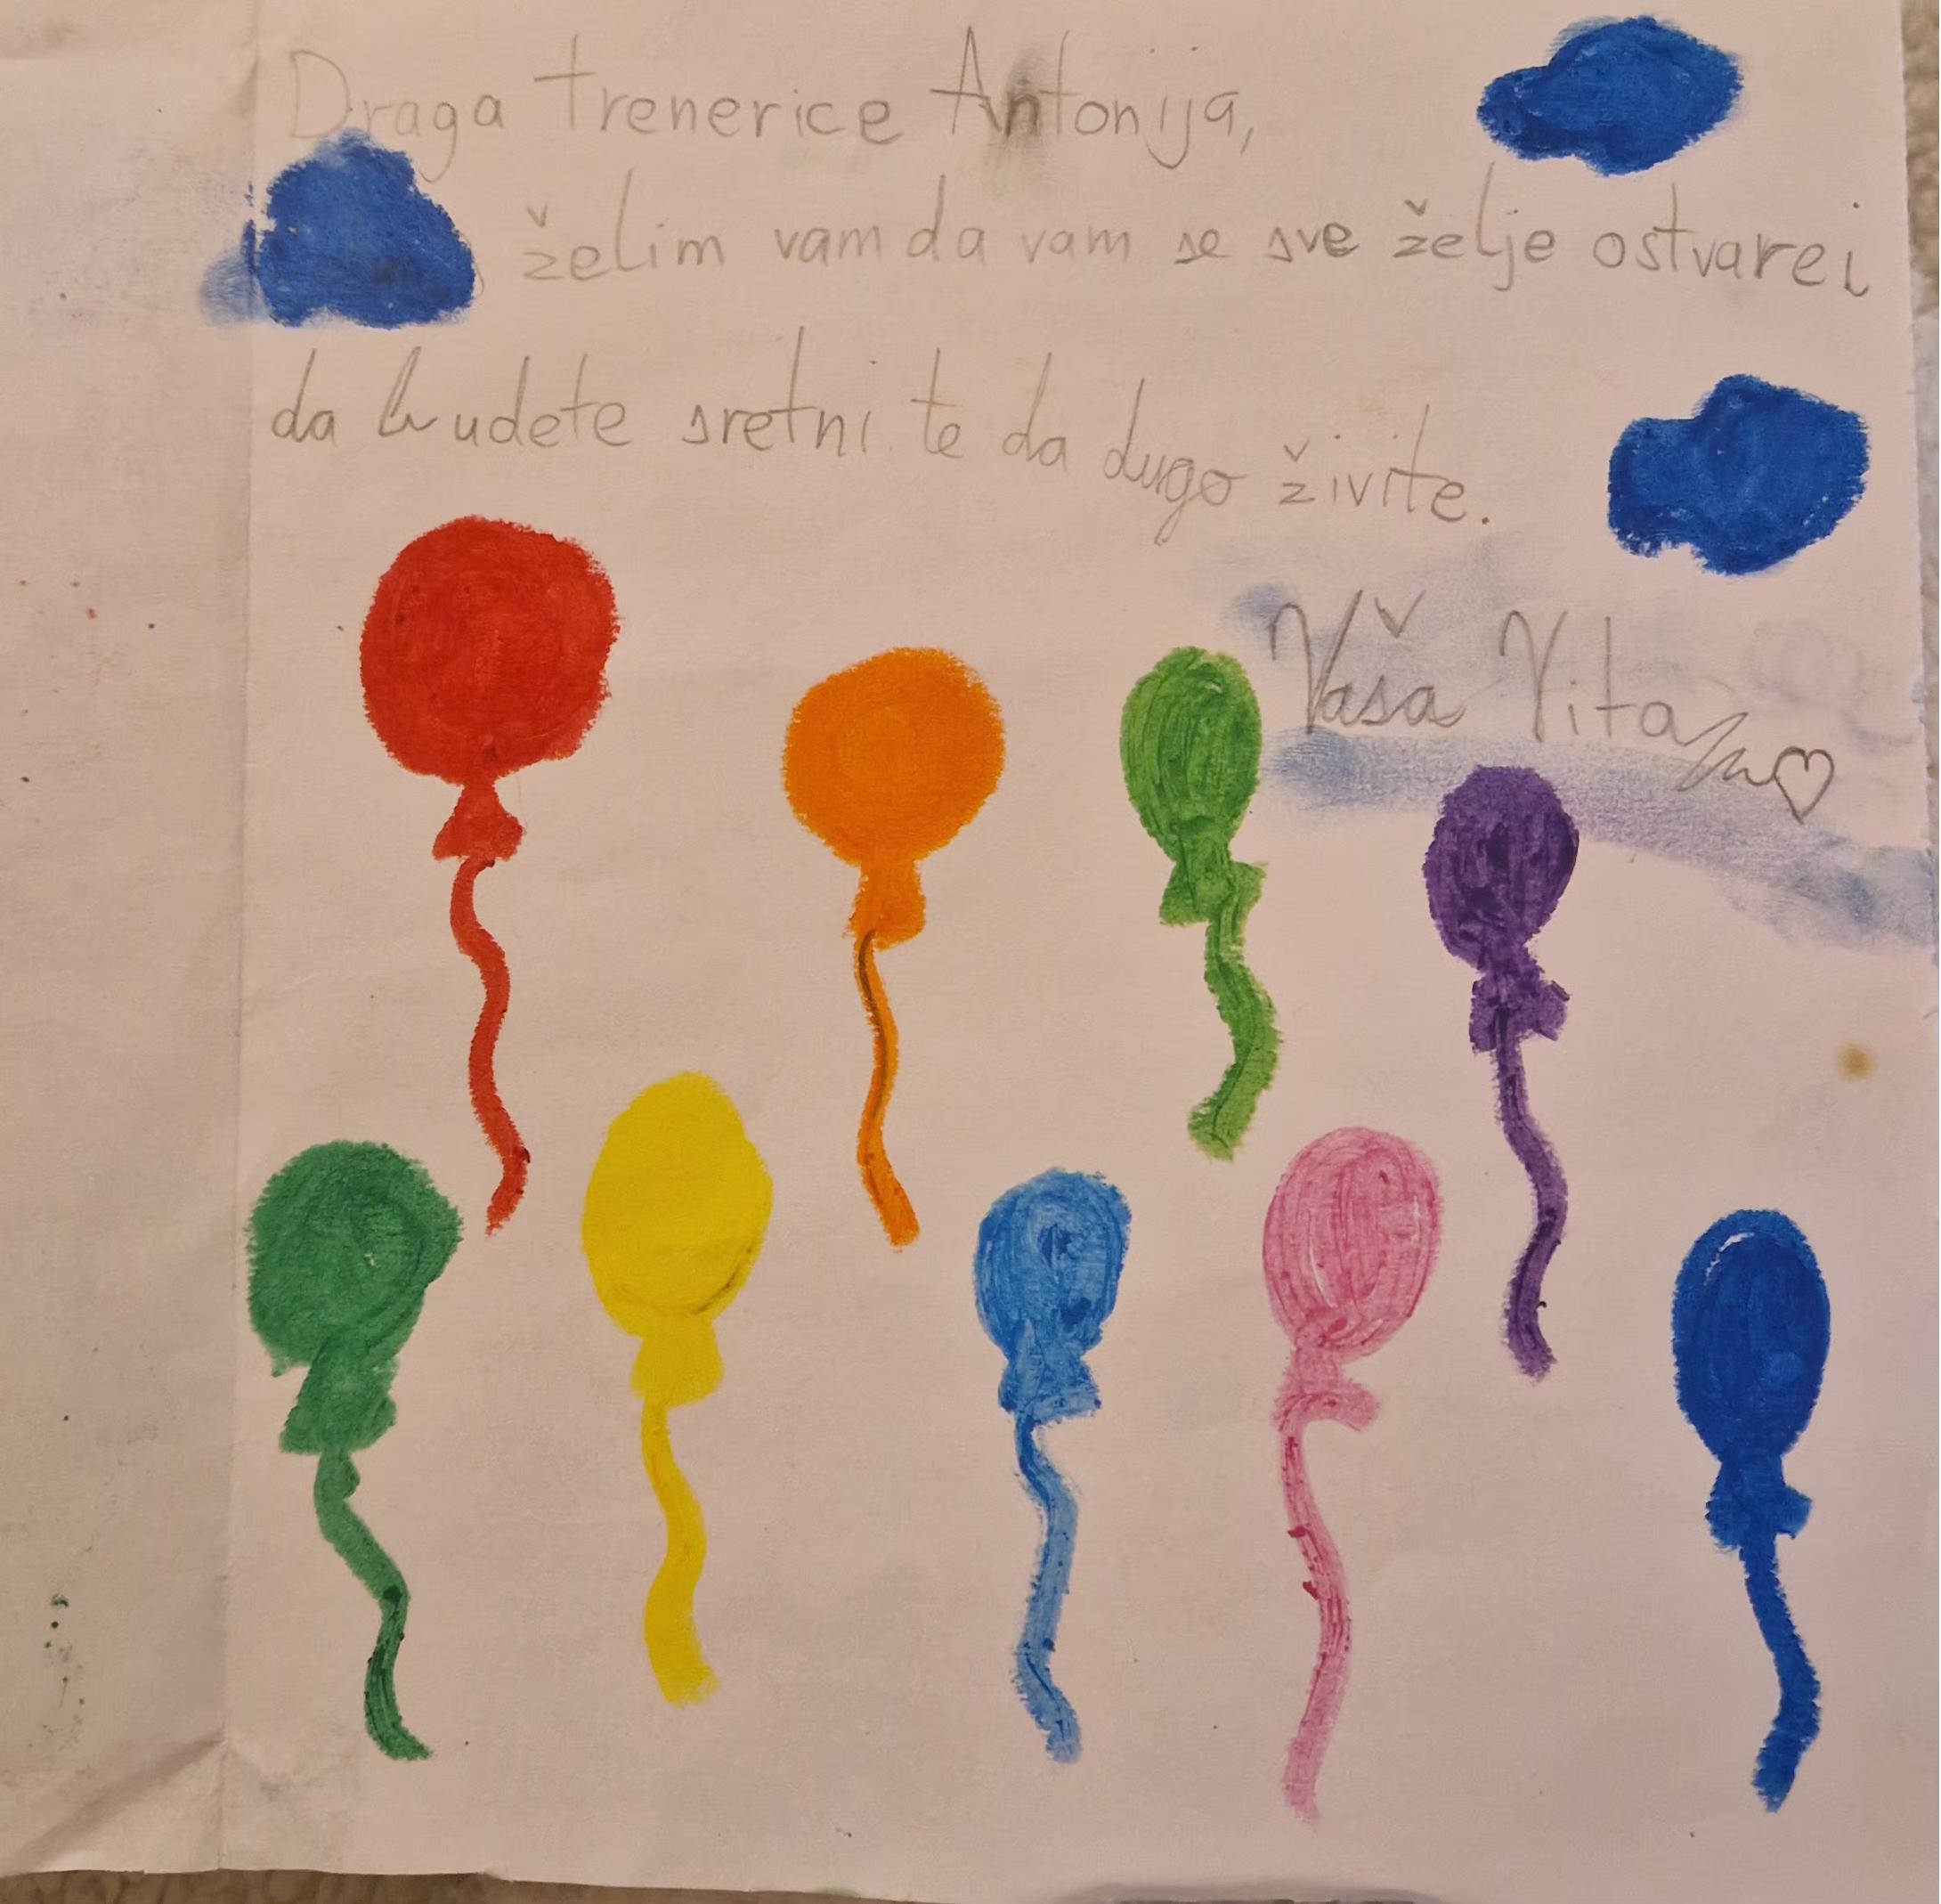 Draga trenerice Antonija,
želim vam da vam se sve želje ostvare i
da budete sretni te da dugo živite.
Vaša Vita